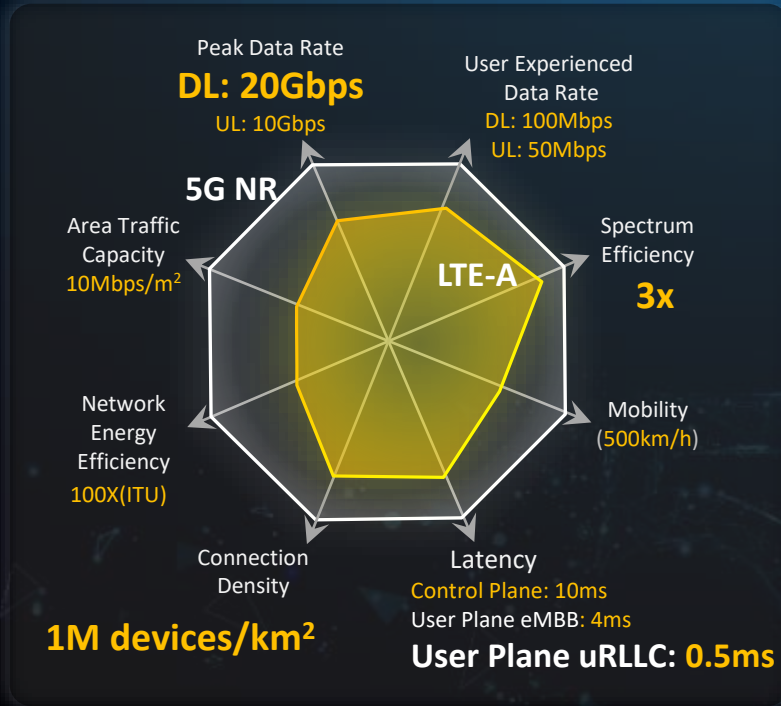 Peak Data Rate
DL: 20Gbps
UL: 10Gbps
User Experienced
Data Rate
DL: 100Mbps
UL: 50Mbps
5G NR
Area Traffic
Capacity
10Mbps/m²
Spectrum
Efficiency
3x
LTE-A
Network
Energy
Efficiency
100X(ITU)
Mobility
(500km/h)
Connection
Density
1M devices/km²
Latency
Control Plane: 10ms
User Plane eMBB: 4ms
User Plane uRLLC: 0.5ms